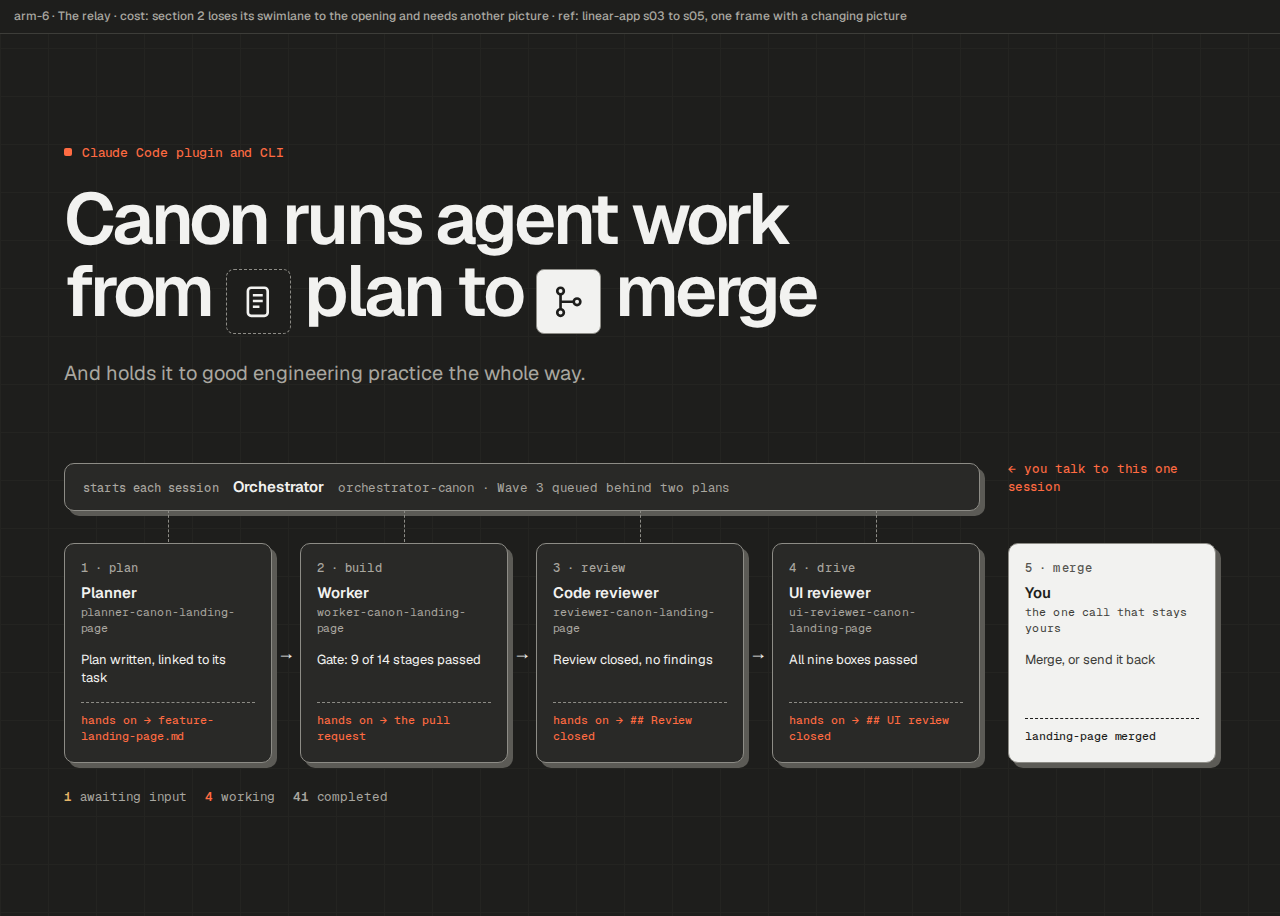 arm-6 · The relay · cost: section 2 loses its swimlane to the opening and needs another picture · ref: linear-app s03 to s05, one frame with a changing picture
Claude Code plugin and CLI
Canon runs agent work
from plan to merge
And holds it to good engineering practice the whole way.
starts each session Orchestrator orchestrator-canon · Wave 3 queued behind two plans
← you talk to this one
session
1 · plan
Planner
planner-canon-landing-
page
Plan written, linked to its
task
hands on → feature-
landing-page.md
→
2 · build
Worker
worker-canon-landing-
page
Gate: 9 of 14 stages passed
hands on → the pull
request
→
3 · review
Code reviewer
reviewer-canon-landing-
page
Review closed, no findings
hands on → ## Review
closed
→
4 · drive
UI reviewer
ui-reviewer-canon-
landing-page
All nine boxes passed
hands on → ## UI review
closed
5 · merge
You
the one call that stays
yours
Merge, or send it back
landing-page merged
1 awaiting input 4 working 41 completed